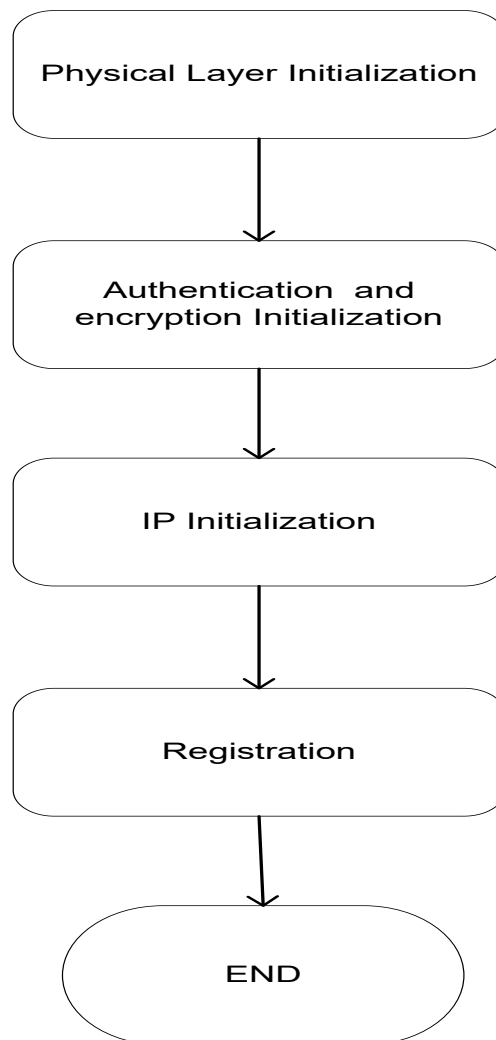 Physical Layer Initialization
Authentication and
encryption Initialization
IP Initialization
Registration
END